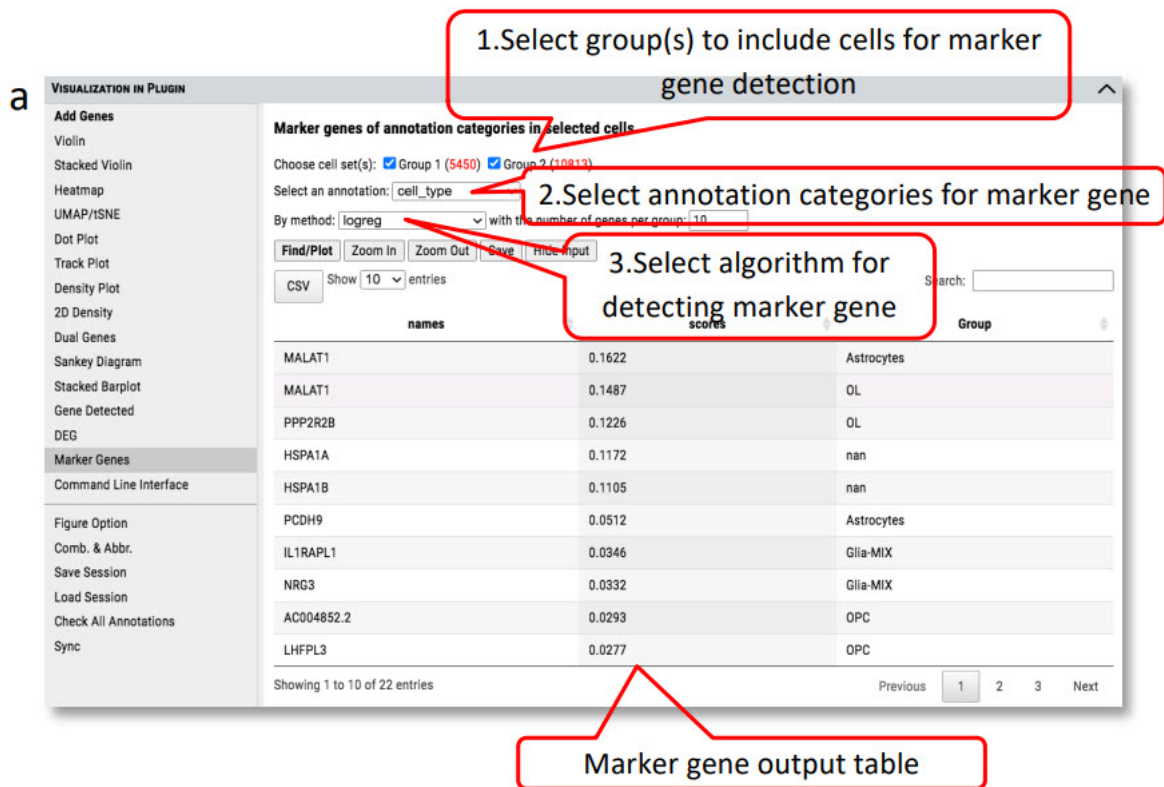 1.Select group(s) to include cells for marker
gene detection
a
VISUALIZATION IN PLUGIN
Add Genes
Violin
Stacked Violin
Heatmap
UMAP/tSNE
Dot Plot
Track Plot
Density Plot
2D Density
Dual Genes
Sankey Diagram
Stacked Barplot
Gene Detected
DEG
Marker Genes
Command Line Interface
Figure Option
Comb. & Abbr.
Save Session
Load Session
Check All Annotations
Sync
Marker genes of annotation categories in selected cells
Choose cell set(s): Group 1 (5450) Group 2 (10813)
Select an annotation: cell_type
2.Select annotation categories for marker gene
By method: logreg with the number of genes per group: 10
Find/Plot Zoom In Zoom Out Save Hide Input
3.Select algorithm for
detecting marker gene
CSV Show 10 entries Search:
names scores Group
MALAT1 0.1622 Astrocytes
MALAT1 0.1487 OL
PPP2R2B 0.1226 OL
HSPA1A 0.1172 nan
HSPA1B 0.1105 nan
PCDH9 0.0512 Astrocytes
IL1RAPL1 0.0346 Glia-MIX
NRG3 0.0332 Glia-MIX
AC004852.2 0.0293 OPC
LHFPL3 0.0277 OPC
Showing 1 to 10 of 22 entries Previous 1 2 3 Next
Marker gene output table